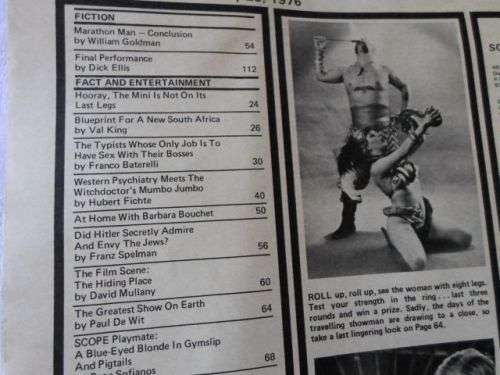 1976
FICTION
Marathon Man – Conclusion
by William Goldman 54
Final Performance
by Dick Ellis 112
FACT AND ENTERTAINMENT
Hooray, The Mini Is Not On Its
Last Legs 24
Blueprint For A New South Africa
by Val King 26
The Typists Whose Only Job Is To
Have Sex With Their Bosses
by Franco Baterelli 30
Western Psychiatry Meets The
Witchdoctor's Mumbo Jumbo
by Hubert Fichte 40
At Home With Barbara Bouchet 50
Did Hitler Secretly Admire
And Envy The Jews?
by Franz Spelman 56
The Film Scene:
The Hiding Place
by David Mullany 60
The Greatest Show On Earth
by Paul De Wit 64
SCOPE Playmate:
A Blue-Eyed Blonde In Gymslip
And Pigtails
Sofianos 68
ROLL up, roll up, see the woman with eight legs.
Test your strength in the ring . . . last three
rounds and win a prize. Sadly, the days of the
travelling showman are drawing to a close, so
take a last lingering look on Page 64.
SC